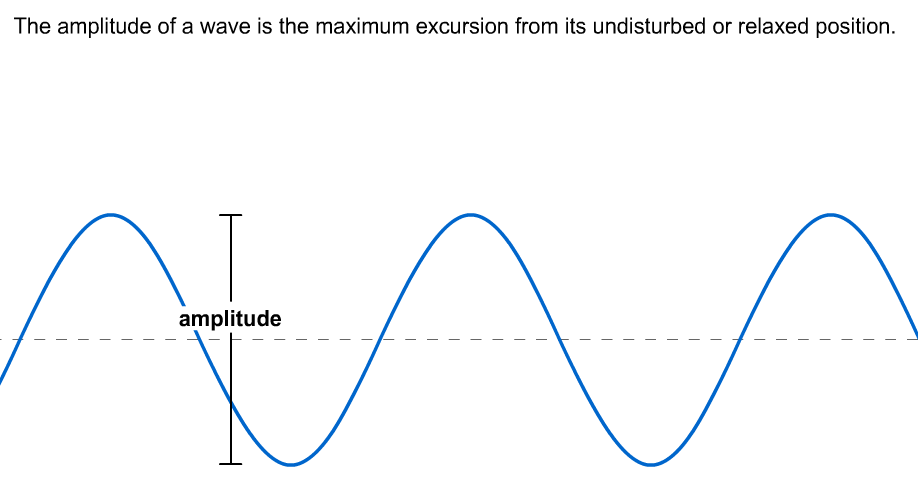 The amplitude of a wave is the maximum excursion from its undisturbed or relaxed position.
amplitude